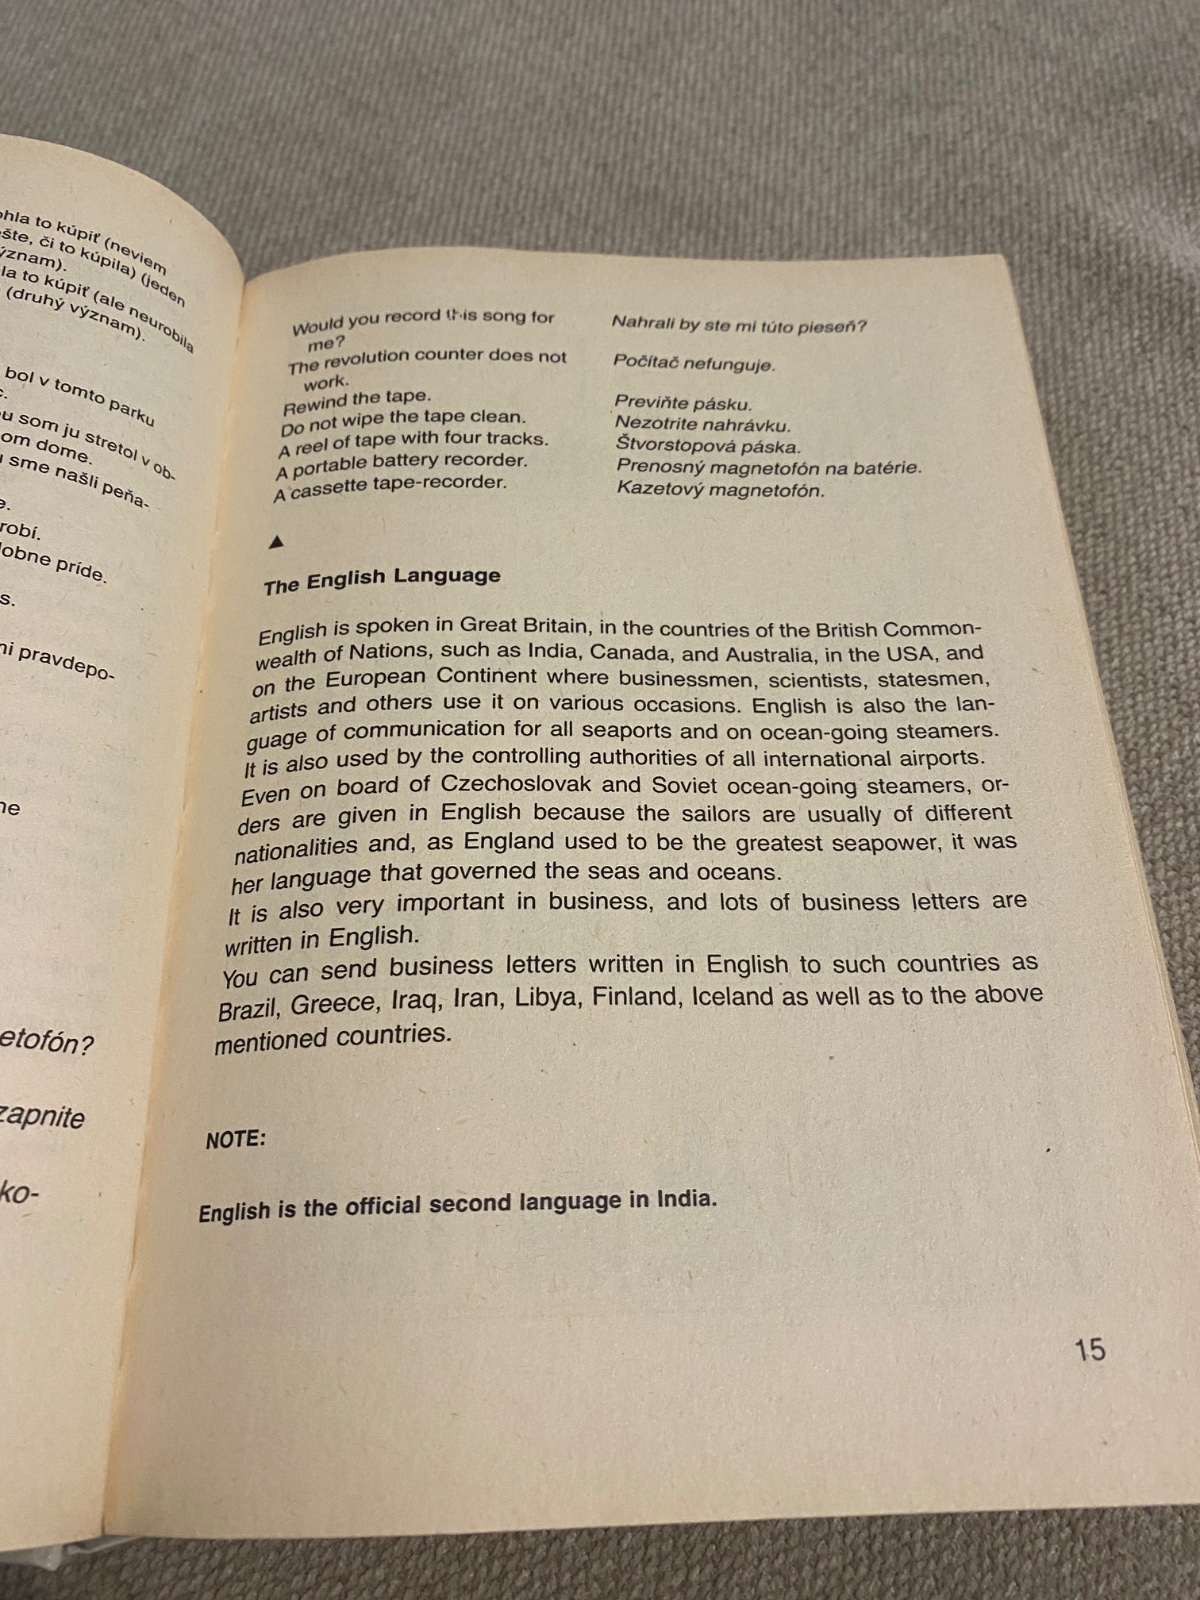 ohla to kúpiť (neviem
ešte, či to kúpila) (jeden
význam).
la to kúpiť (ale neurobila
(druhý význam).
bol v tomto parku
som ju stretol v ob-
om dome.
sme našli peňa-
e.
robí.
obne príde.
s.
ni pravdepo-
ne
etofón?
zapnite
ko-
Would you record this song for
me?
The revolution counter does not
work.
Rewind the tape.
Do not wipe the tape clean.
A reel of tape with four tracks.
A portable battery recorder.
A cassette tape-recorder.
Nahrali by ste mi túto pieseň?
Počítač nefunguje.
Previňte pásku.
Nezotrite nahrávku.
Štvorstopová páska.
Prenosný magnetofón na batérie.
Kazetový magnetofón.
▲
The English Language
English is spoken in Great Britain, in the countries of the British Common-
wealth of Nations, such as India, Canada, and Australia, in the USA, and
on the European Continent where businessmen, scientists, statesmen,
artists and others use it on various occasions. English is also the lan-
guage of communication for all seaports and on ocean-going steamers.
It is also used by the controlling authorities of all international airports.
Even on board of Czechoslovak and Soviet ocean-going steamers, or-
ders are given in English because the sailors are usually of different
nationalities and, as England used to be the greatest seapower, it was
her language that governed the seas and oceans.
It is also very important in business, and lots of business letters are
written in English.
You can send business letters written in English to such countries as
Brazil, Greece, Iraq, Iran, Libya, Finland, Iceland as well as to the above
mentioned countries.
NOTE:
English is the official second language in India.
15